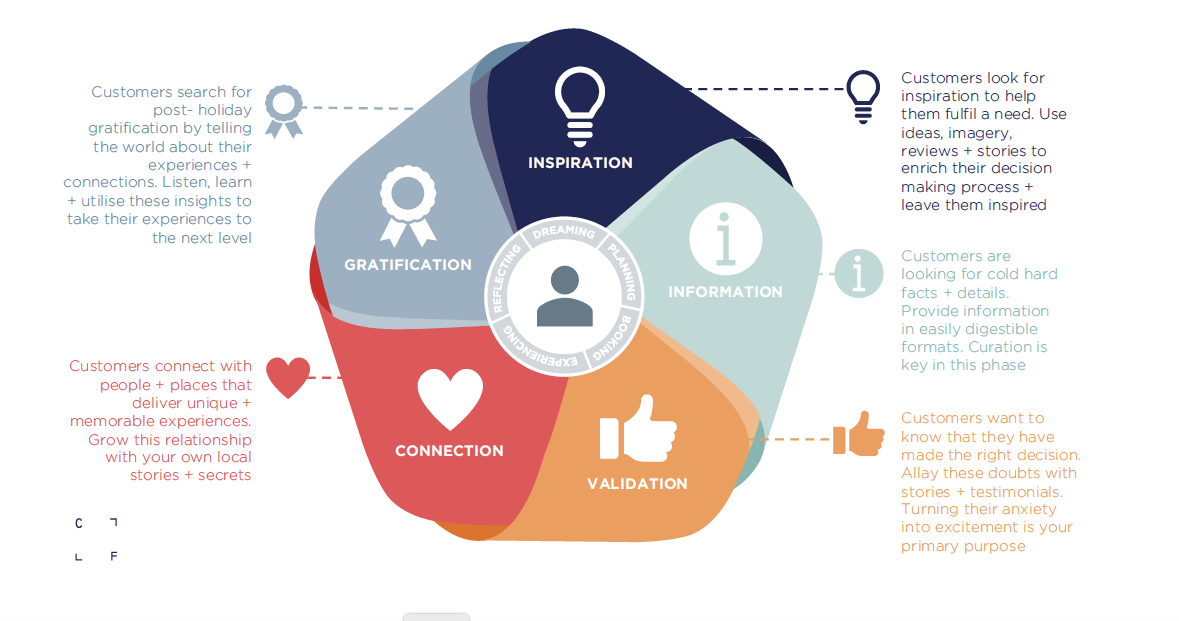 Customers search for
post- holiday
gratification by telling
the world about their
experiences +
connections. Listen, learn
+ utilise these insights to
take their experiences to
the next level
INSPIRATION
Customers look for
inspiration to help
them fulfil a need. Use
ideas, imagery,
reviews + stories to
enrich their decision
making process +
leave them inspired
GRATIFICATION
DREAMING
PLANNING
BOOKING
EXPERIENCING
REFLECTING
INFORMATION
Customers are
looking for cold hard
facts + details.
Provide information
in easily digestible
formats. Curation is
key in this phase
Customers connect with
people + places that
deliver unique +
memorable experiences.
Grow this relationship
with your own local
stories + secrets
CONNECTION
VALIDATION
Customers want to
know that they have
made the right decision.
Allay these doubts with
stories + testimonials.
Turning their anxiety
into excitement is your
primary purpose
C
F